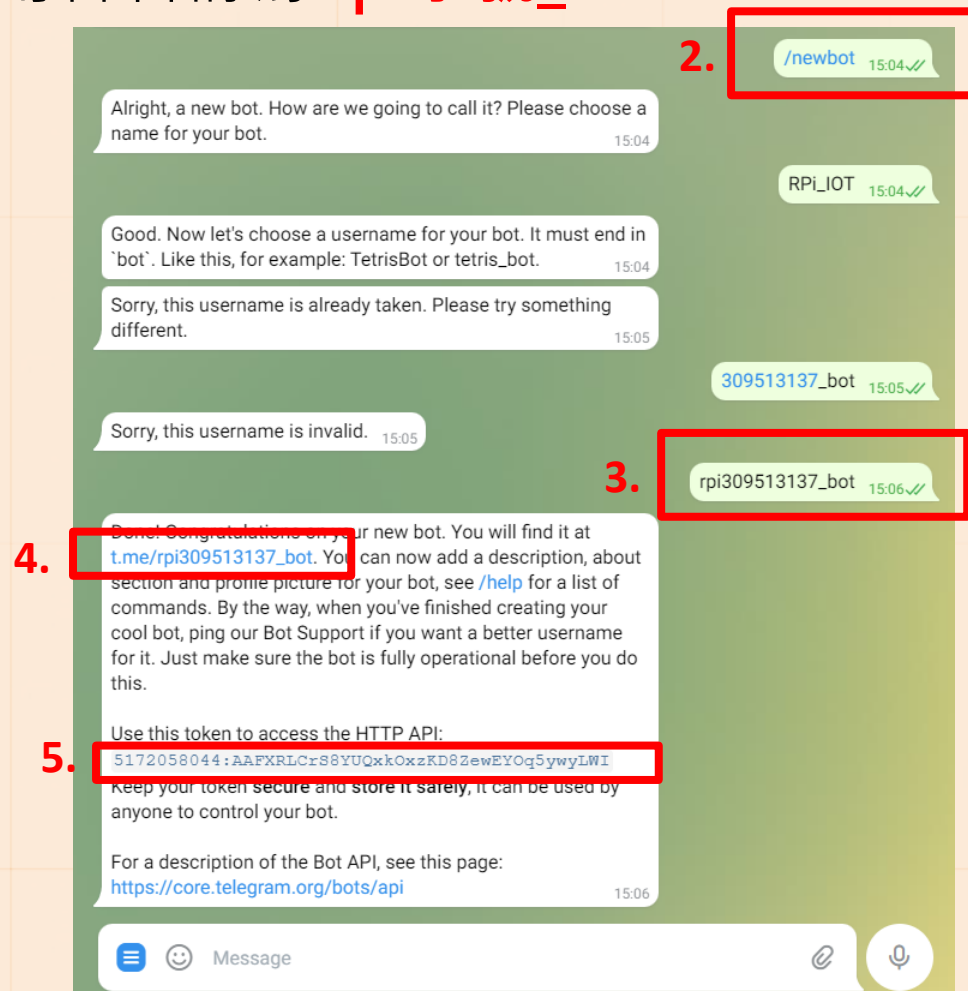 2.
/newbot 15:04
Alright, a new bot. How are we going to call it? Please choose a
name for your bot. 15:04
RPi_IOT 15:04
Good. Now let's choose a username for your bot. It must end in
`bot`. Like this, for example: TetrisBot or tetris_bot. 15:04
Sorry, this username is already taken. Please try something
different. 15:05
309513137_bot 15:05
Sorry, this username is invalid. 15:05
3.
rpi309513137_bot 15:06
Done! Congratulations on your new bot. You will find it at
4.
t.me/rpi309513137_bot. You can now add a description, about
section and profile picture for your bot, see /help for a list of
commands. By the way, when you've finished creating your
cool bot, ping our Bot Support if you want a better username
for it. Just make sure the bot is fully operational before you do
this.
Use this token to access the HTTP API:
5.
5172058044:AAFXRLCrS8YUQxkOxzKD8ZewEYOq5ywyLWI
Keep your token secure and store it safely, it can be used by
anyone to control your bot.
For a description of the Bot API, see this page:
https://core.telegram.org/bots/api 15:06
Message